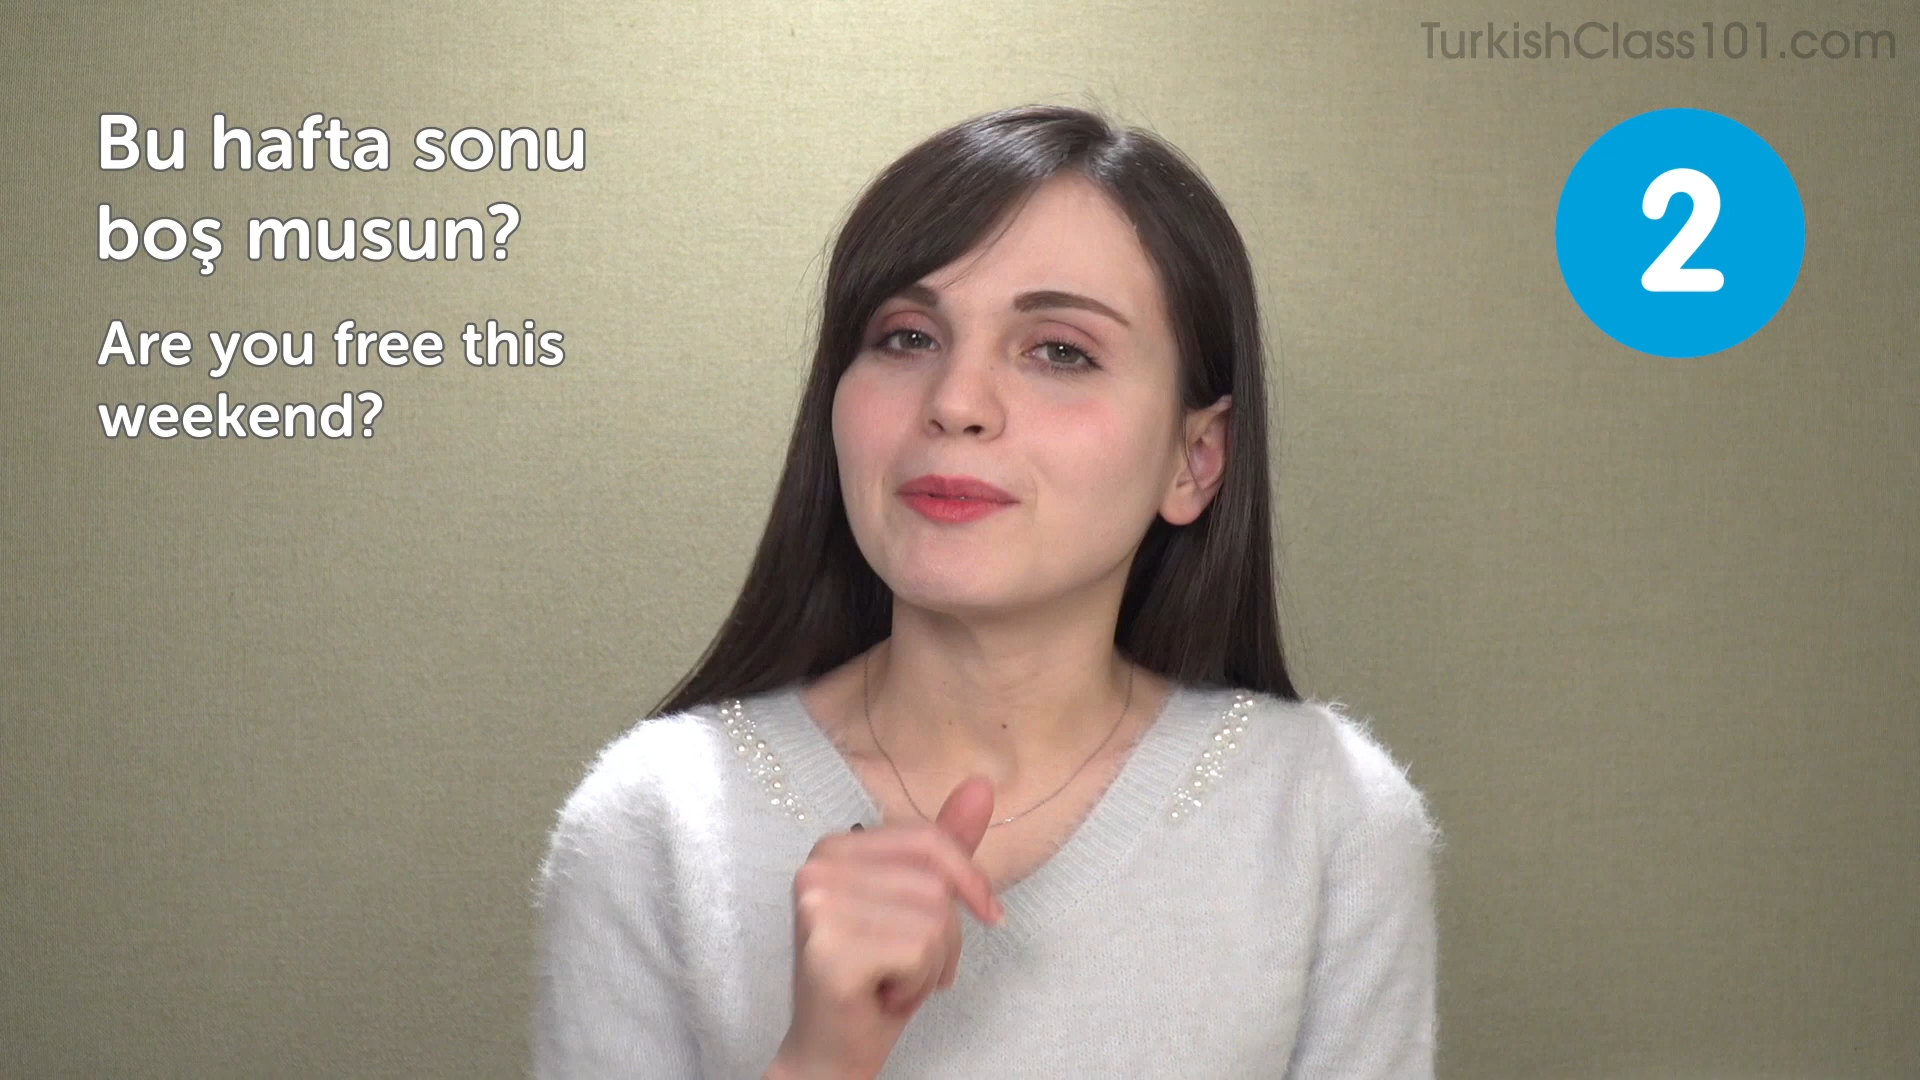 TurkishClass101.com
Bu hafta sonu
boş musun?
Are you free this
weekend?
2